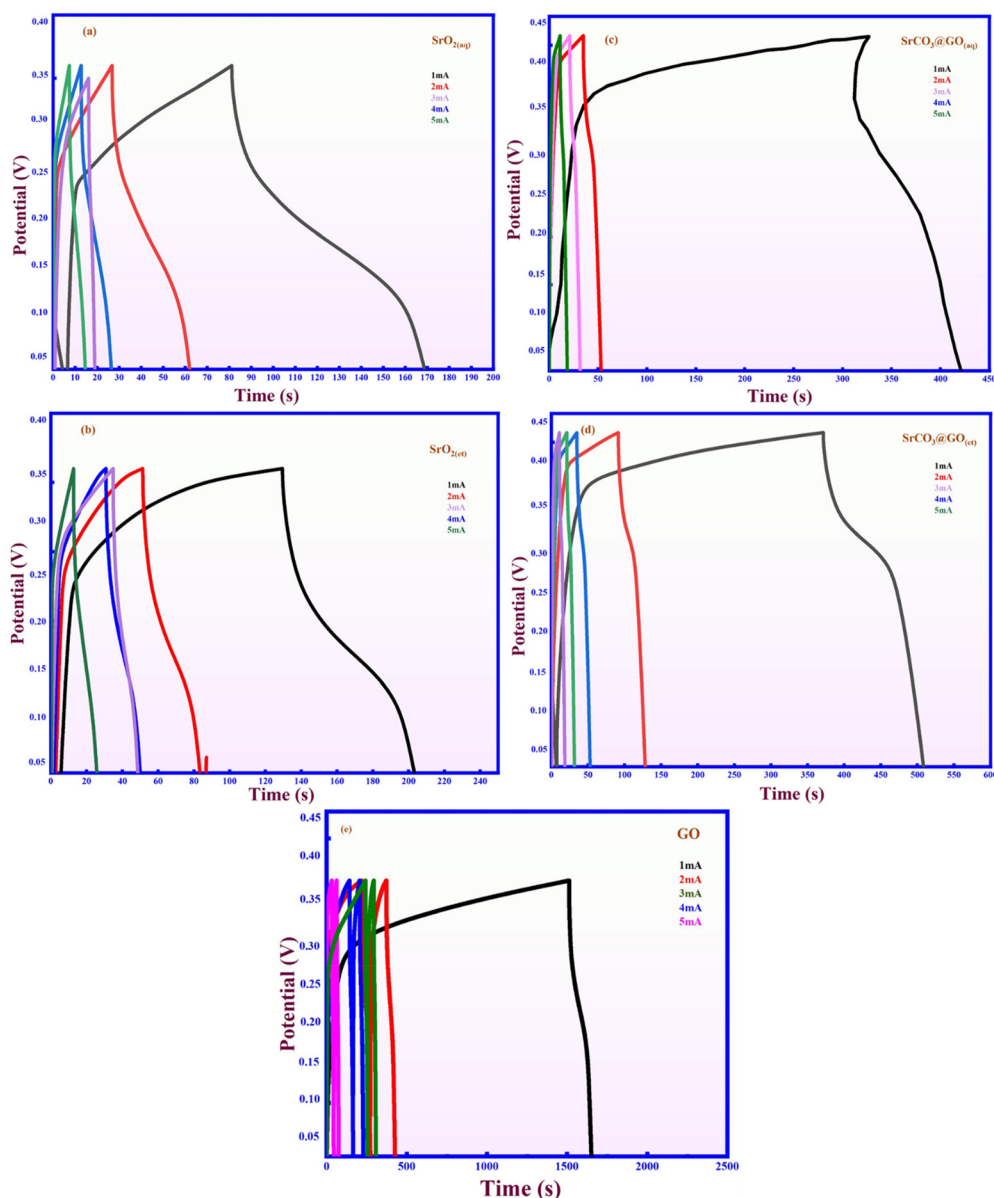 (a)
SrO2(aq)
1mA
2mA
3mA
4mA
5mA
0.40
0.35
0.30
0.25
0.20
0.15
0.10
0.05
Potential (V)
0 10 20 30 40 50 60 70 80 90 100 110 120 130 140 150 160 170 180 190 200
Time (s)
(c)
SrCO3@GO(aq)
1mA
2mA
3mA
4mA
5mA
0.45
0.40
0.35
0.30
0.25
0.20
0.15
0.10
0.05
Potential (V)
0 50 100 150 200 250 300 350 400 450
Time (s)
(b)
SrO2(et)
1mA
2mA
3mA
4mA
5mA
0.40
0.35
0.30
0.25
0.20
0.15
0.10
0.05
Potential (V)
0 20 40 60 80 100 120 140 160 180 200 220 240
Time (s)
(d)
SrCO3@GO(et)
1mA
2mA
3mA
4mA
5mA
0.45
0.40
0.35
0.30
0.25
0.20
0.15
0.10
0.05
Potential (V)
0 50 100 150 200 250 300 350 400 450 500 550 600
Time (s)
(e)
GO
1mA
2mA
3mA
4mA
5mA
0.45
0.40
0.35
0.30
0.25
0.20
0.15
0.10
0.05
Potential (V)
0 500 1000 1500 2000 2500
Time (s)